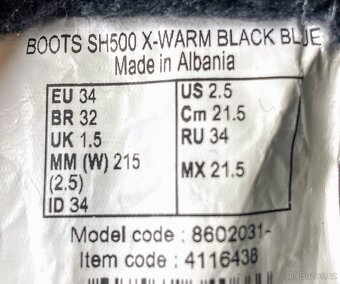 BOOTS SH500 X-WARM BLACK BLUE
Made in Albania
EU 34
BR 32
UK 1.5
MM (W) 215
(2.5)
ID 34
US 2.5
Cm 21.5
RU 34
MX 21.5
Model code : 8602031-
Item code : 4116438